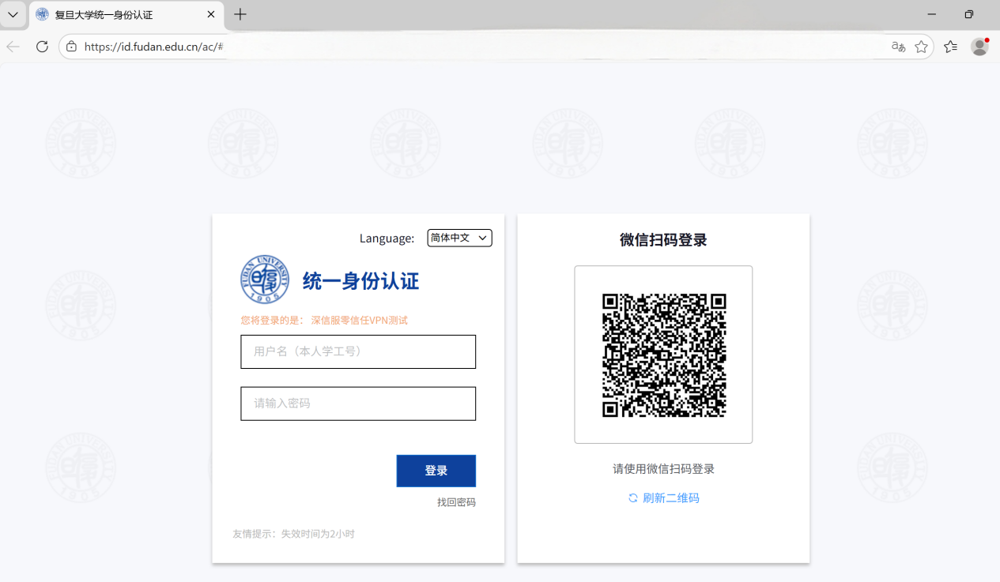 复旦大学统一身份认证
https://id.fudan.edu.cn/ac/#
Language: 简体中文
FUDAN UNIVERSITY
1905
统一身份认证
您将登录的是： 深信服零信任VPN测试
用户名（本人学工号）
请输入密码
登录
找回密码
友情提示：失效时间为2小时
微信扫码登录
请使用微信扫码登录
刷新二维码